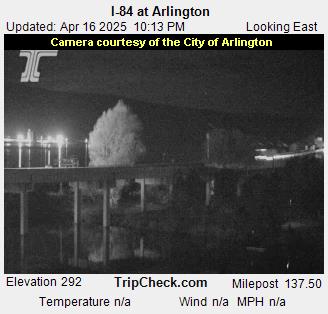 I-84 at Arlington
Updated: Apr 16 2025 10:13 PM Looking East
Camera courtesy of the City of Arlington
Elevation 292 TripCheck.com Milepost 137.50
Temperature n/a Wind n/a MPH n/a